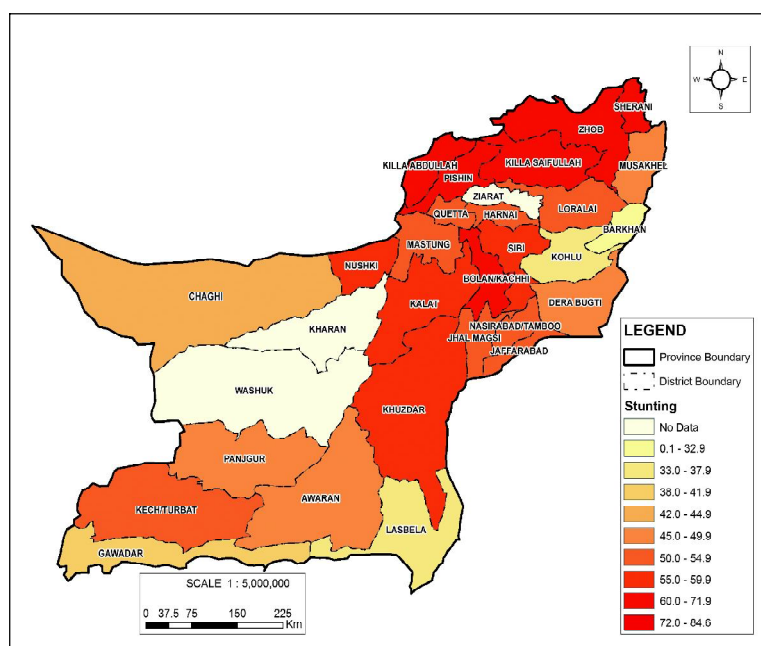 N
W E
S
SHERANI
ZHOB
KILLA ABDULLAH
KILLA SAIFULLAH
MUSAKHEL
PISHIN
ZIARAT
LORALAI
QUETTA
HARNAI
BARKHAN
MASTUNG
SIBI
KOHLU
NUSHKI
BOLAN/KACHHI
CHAGHI
KALAT
DERA BUGTI
KHARAN
NASIRABAD/TAMBOO
JHAL MAGSI
JAFFARABAD
WASHUK
KHUZDAR
PANJGUR
AWARAN
KECH/TURBAT
LASBELA
GAWADAR
SCALE 1 : 5,000,000
0 37.5 75 150 225
Km
LEGEND
Province Boundary
District Boundary
Stunting
No Data
0.1 - 32.9
33.0 - 37.9
38.0 - 41.9
42.0 - 44.9
45.0 - 49.9
50.0 - 54.9
55.0 - 59.9
60.0 - 71.9
72.0 - 84.6